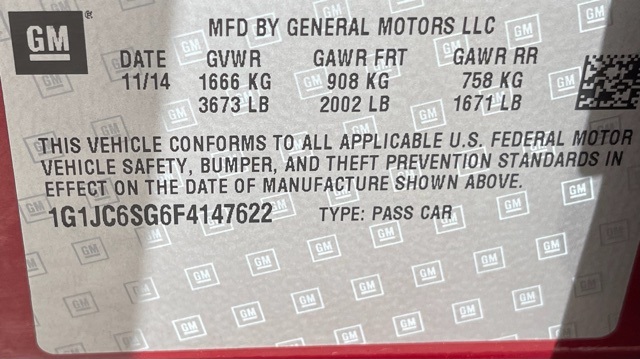 GM
MFD BY GENERAL MOTORS LLC
DATE GVWR GAWR FRT GAWR RR
11/14 1666 KG 908 KG 758 KG
3673 LB 2002 LB 1671 LB
THIS VEHICLE CONFORMS TO ALL APPLICABLE U.S. FEDERAL MOTOR
VEHICLE SAFETY, BUMPER, AND THEFT PREVENTION STANDARDS IN
EFFECT ON THE DATE OF MANUFACTURE SHOWN ABOVE.
1G1JC6SG6F4147622 TYPE: PASS CAR